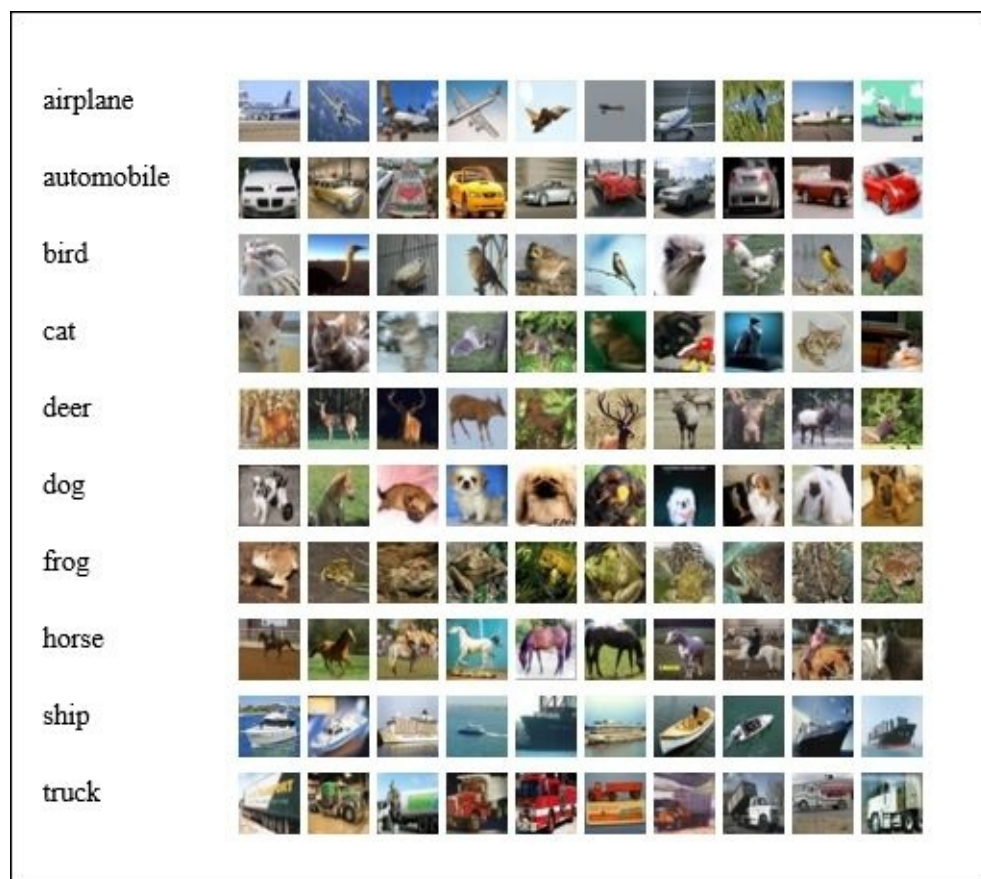 airplane
automobile
bird
cat
deer
dog
frog
horse
ship
truck